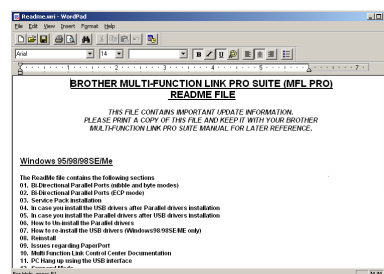 Readme.wri - WordPad
File Edit View Insert Format Help
Arial 14
BROTHER MULTI-FUNCTION LINK PRO SUITE (MFL PRO)
README FILE
THIS FILE CONTAINS IMPORTANT UPDATE INFORMATION.
PLEASE PRINT A COPY OF THIS FILE AND KEEP IT WITH YOUR BROTHER
MULTI-FUNCTION LINK PRO SUITE MANUAL FOR LATER REFERENCE.
Windows 95/98/98SE/Me
The ReadMe file contains the following sections
01. Bi-Directional Parallel Ports (nibble and byte modes)
02. Bi-Directional Parallel Ports (ECP mode)
03. Service Pack installation
04. In case you install the USB drivers after Parallel drivers installation
05. In case you install the Parallel drivers after USB drivers installation
06. How to Un-install the Parallel drivers
07. How to re-install the USB drivers (Windows98/98SE/ME only)
08. Reinstall
09. Issues regarding PaperPort
10. Multi Function Link Control Center Documentation
11. PC Hang up using the USB interface